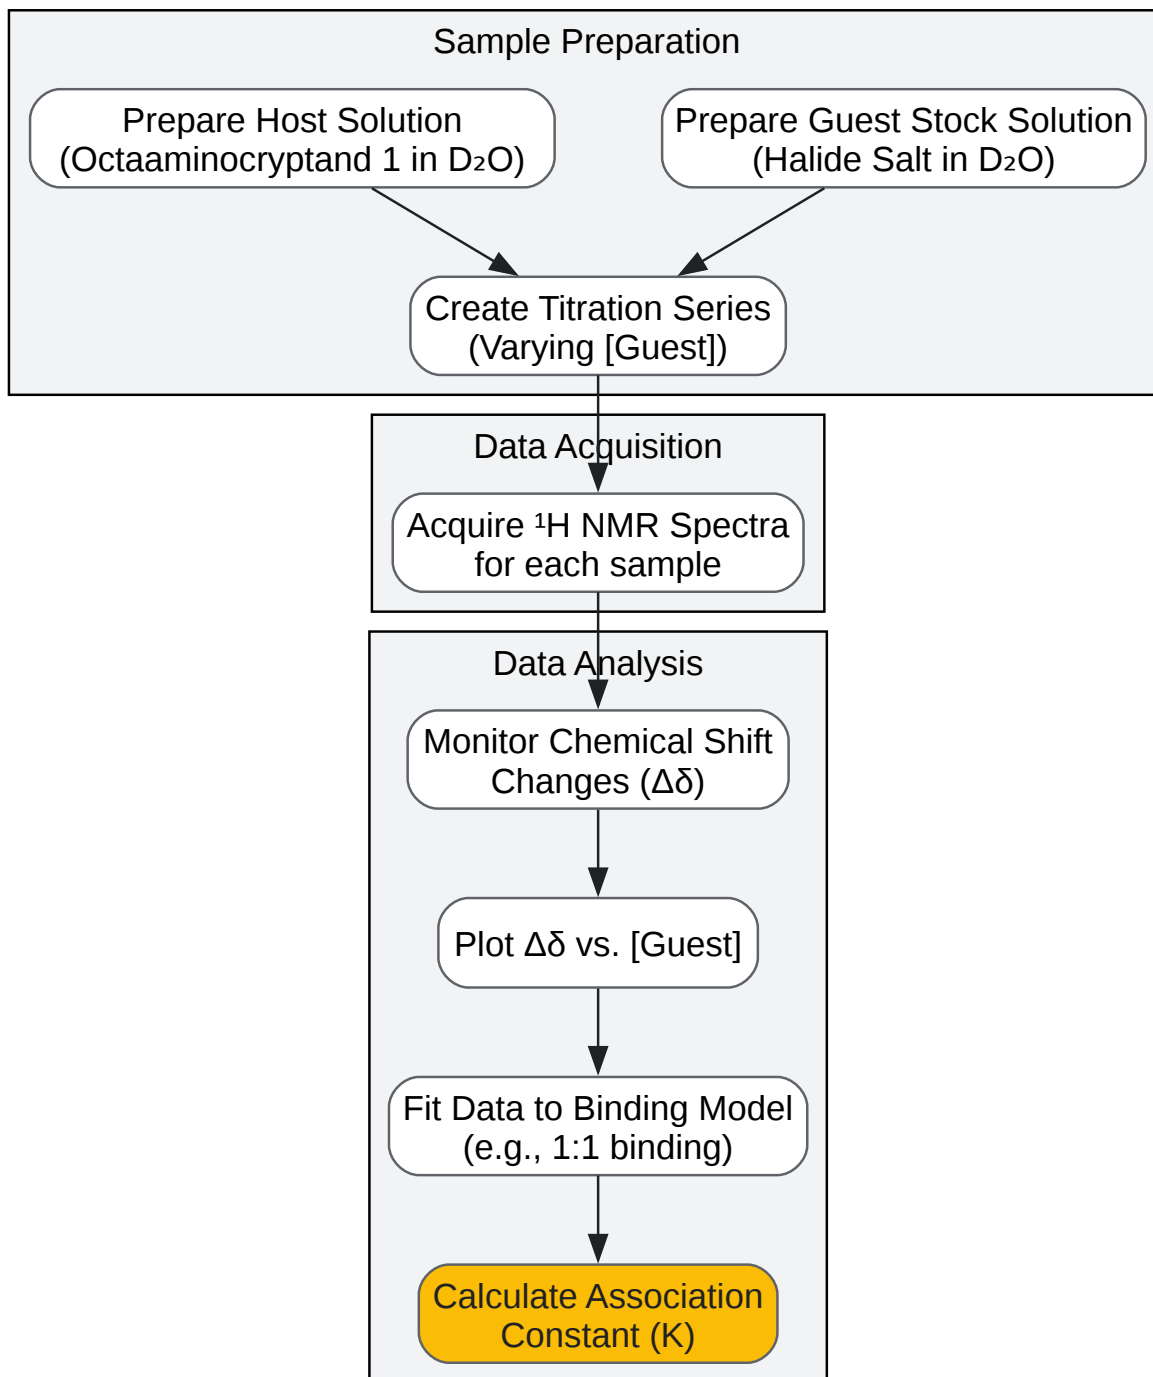 Sample Preparation
Prepare Host Solution
(Octaaminocryptand 1 in D₂O)
Prepare Guest Stock Solution
(Halide Salt in D₂O)
Create Titration Series
(Varying [Guest])
Data Acquisition
Acquire ¹H NMR Spectra
for each sample
Data Analysis
Monitor Chemical Shift
Changes (Δδ)
Plot Δδ vs. [Guest]
Fit Data to Binding Model
(e.g., 1:1 binding)
Calculate Association
Constant (K)